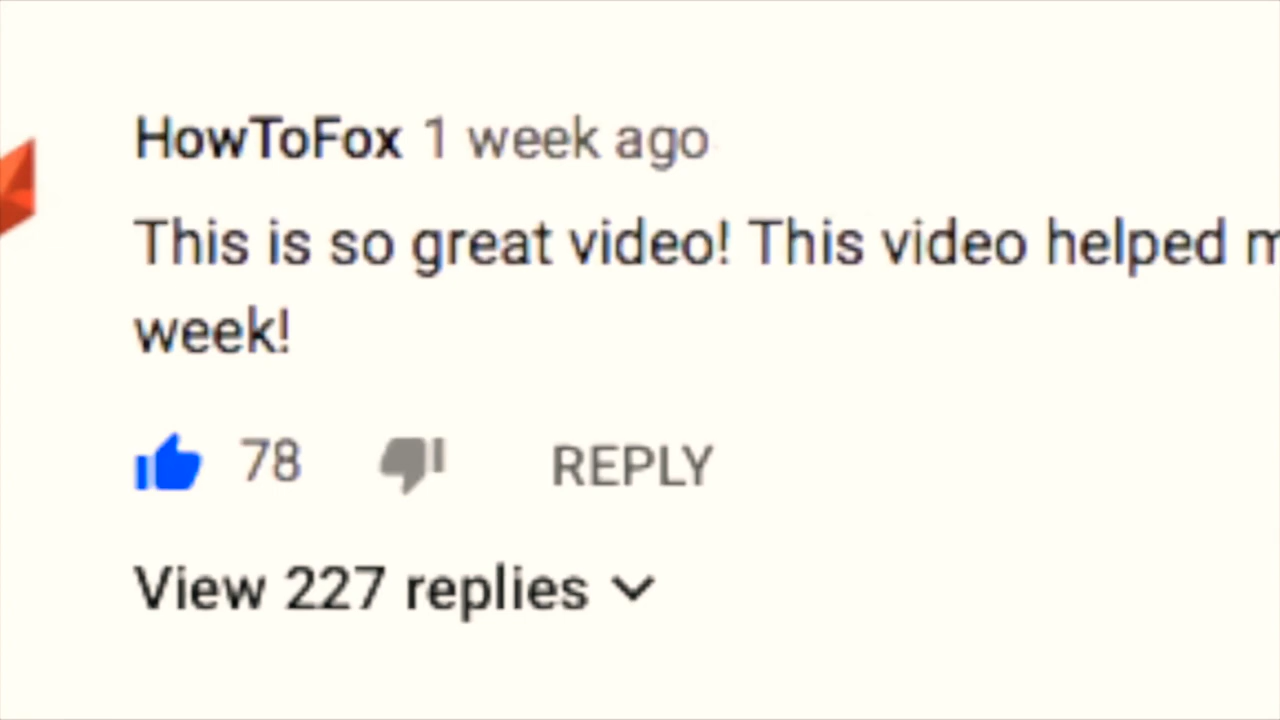 HowToFox 1 week ago
This is so great video! This video helped
week!
78 REPLY
View 227 replies